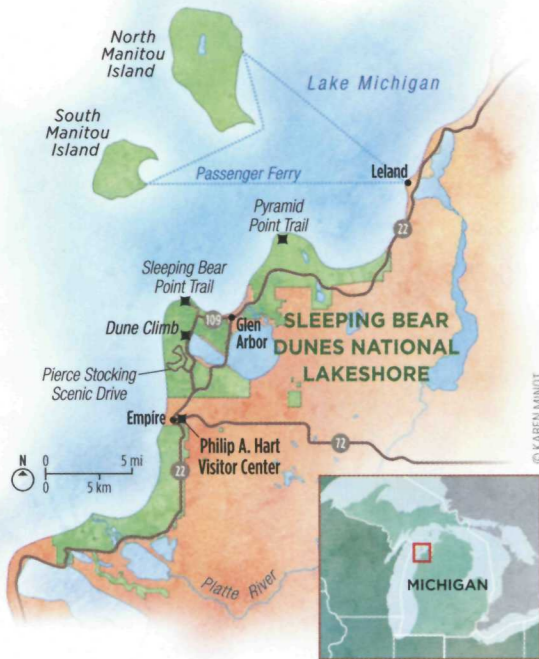 North
Manitou
Island
Lake Michigan
South
Manitou
Island
Passenger Ferry
Leland
Pyramid
Point Trail
22
Sleeping Bear
Point Trail
109
Dune Climb
Glen
Arbor
SLEEPING BEAR
DUNES NATIONAL
LAKESHORE
Pierce Stocking
Scenic Drive
Empire
Philip A. Hart
Visitor Center
72
N
0 5 mi
0 5 km
22
Platte River
MICHIGAN
© KAREN MINOT